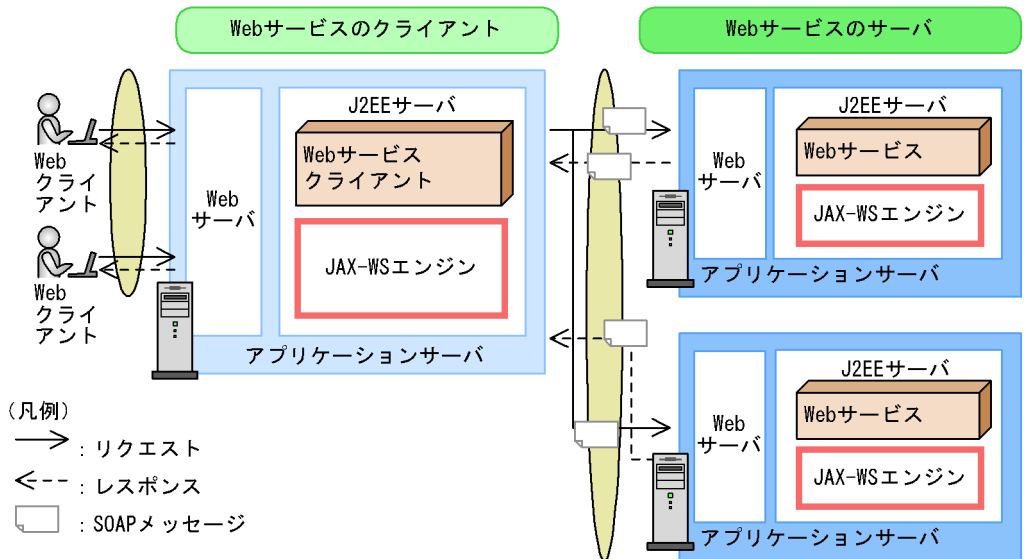 Webサービスのクライアント
Webサービスのサーバ
Web
クライ
アント
Web
クライ
アント
Web
サーバ
J2EEサーバ
Webサービス
クライアント
JAX-WSエンジン
アプリケーションサーバ
Web
サーバ
J2EEサーバ
Webサービス
JAX-WSエンジン
アプリケーションサーバ
Web
サーバ
J2EEサーバ
Webサービス
JAX-WSエンジン
アプリケーションサーバ
(凡例)
：リクエスト
：レスポンス
：SOAPメッセージ